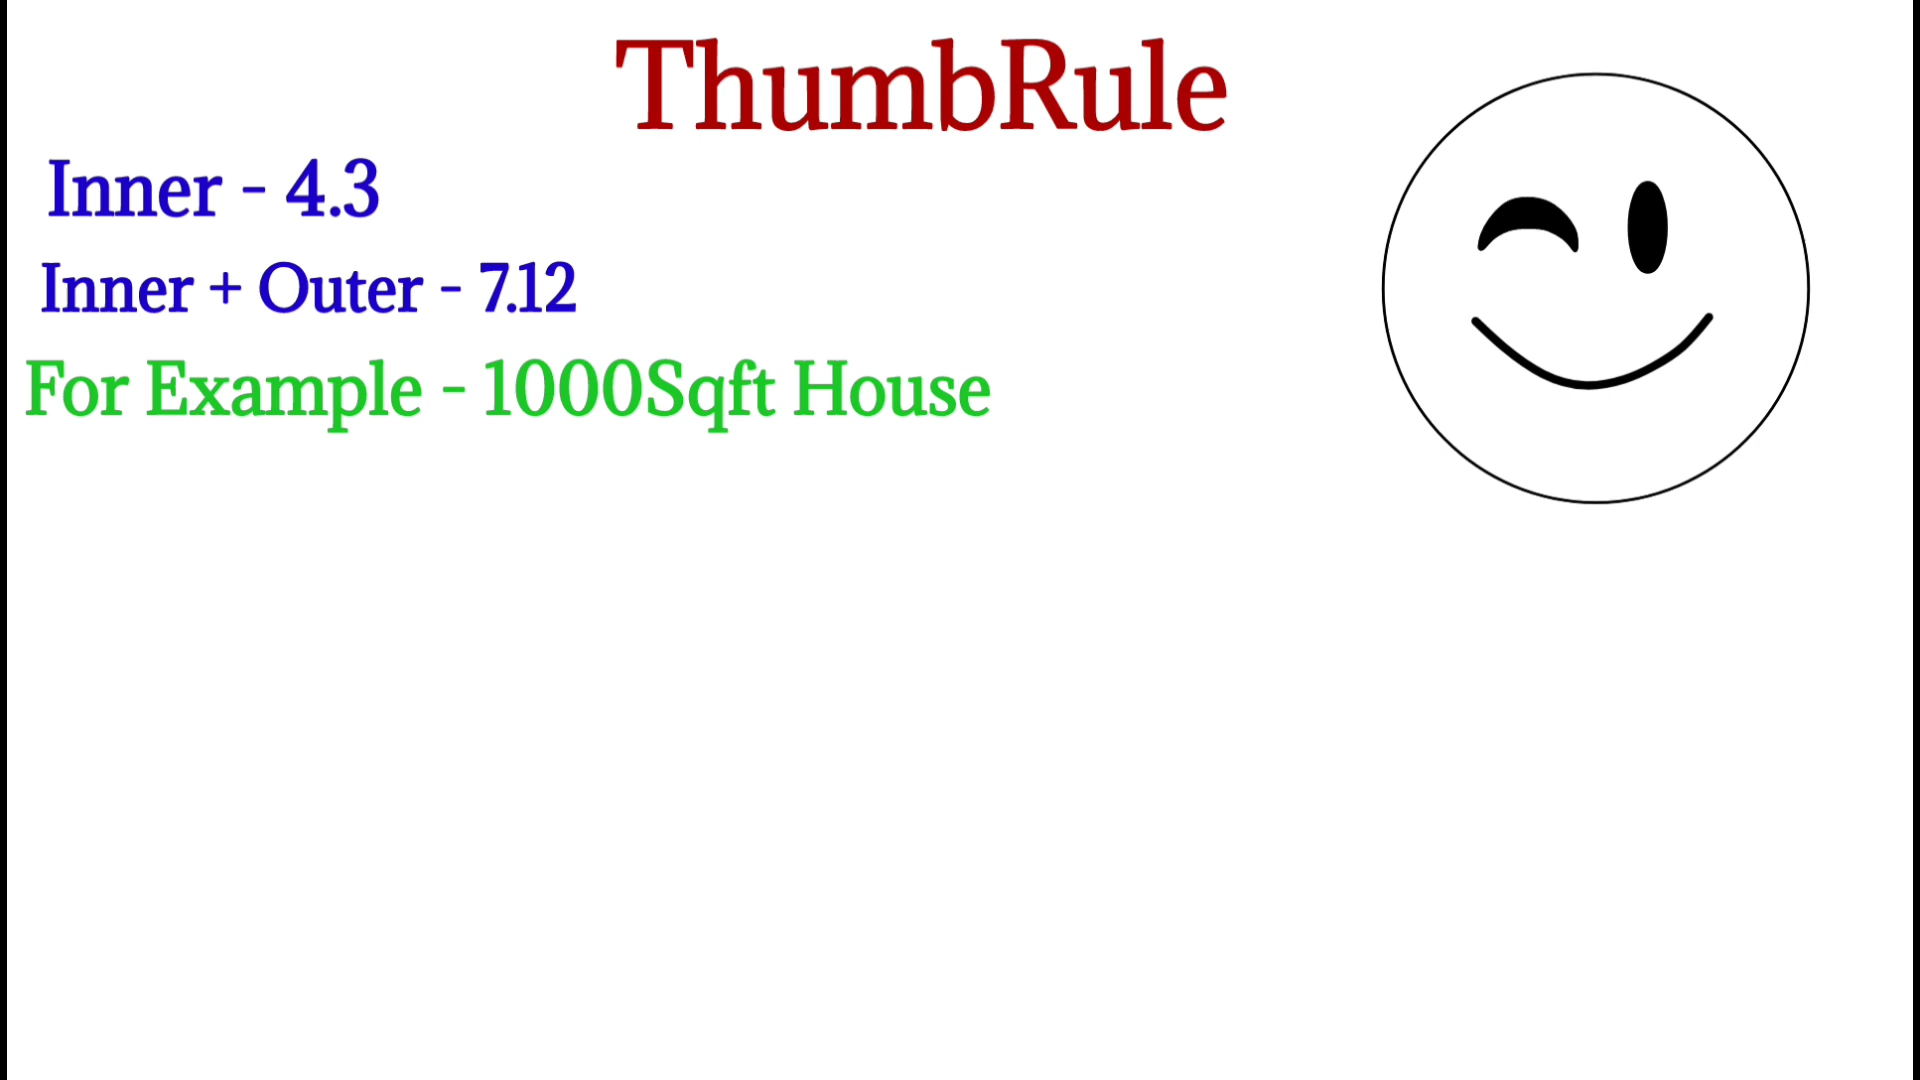 ThumbRule
Inner - 4.3
Inner + Outer - 7.12
For Example - 1000Sqft House